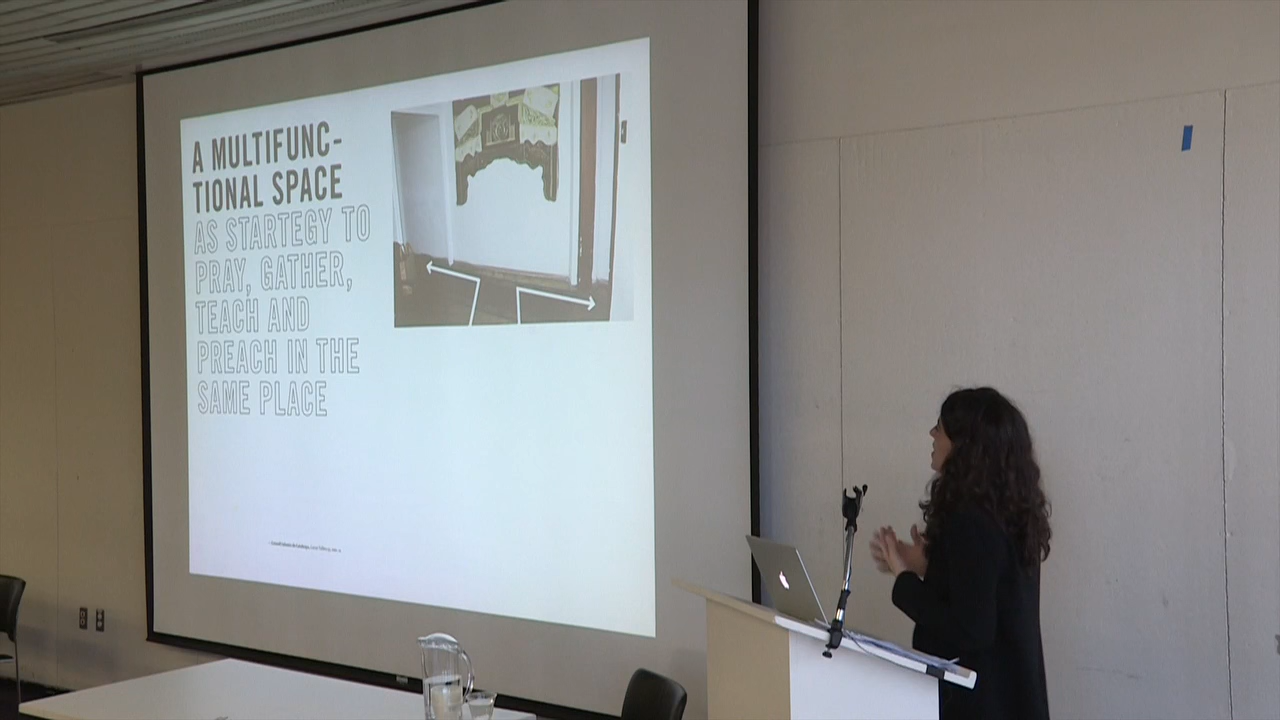 A MULTIFUNC-
TIONAL SPACE
AS STARTEGY TO
PRAY, GATHER,
TEACH AND
PREACH IN THE
SAME PLACE